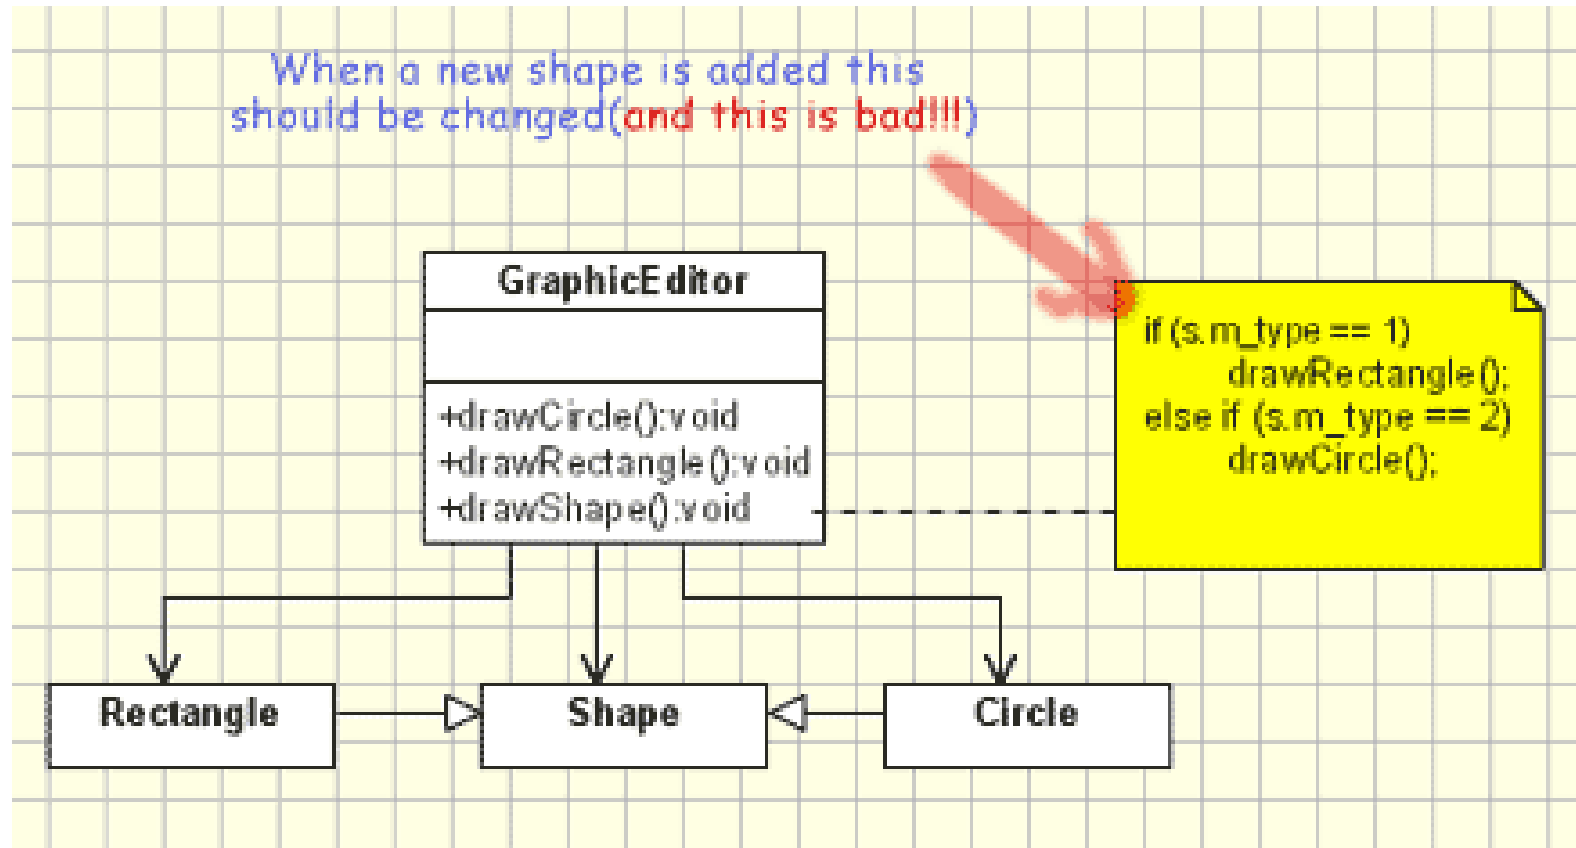 When a new shape is added this
should be changed(and this is bad!!!)
GraphicEditor
+drawCircle():void
+drawRectangle():void
+drawShape():void
if (s.m_type == 1)
drawRectangle();
else if (s.m_type == 2)
drawCircle();
Rectangle
Shape
Circle